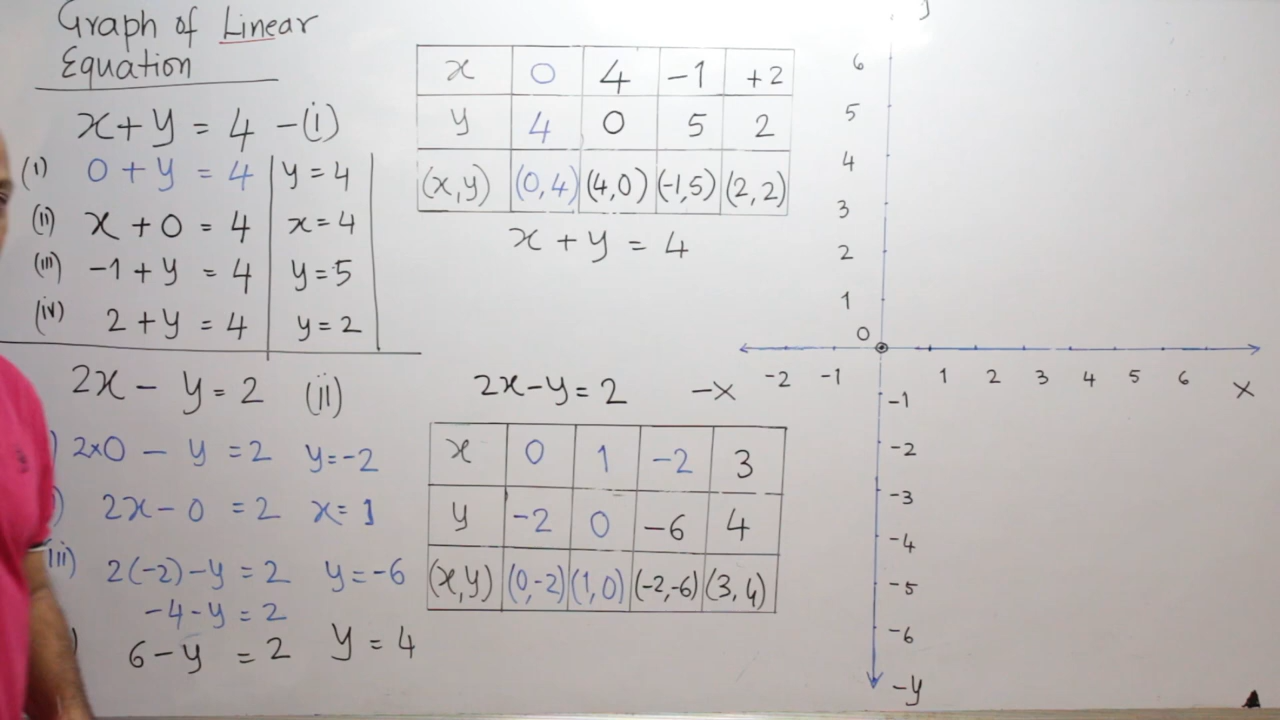 Graph of Linear
Equation
x + y = 4 - (i)
(i) 0 + y = 4 y = 4
(ii) x + 0 = 4 x = 4
(iii) -1 + y = 4 y = 5
(iv) 2 + y = 4 y = 2
2x - y = 2 (ii)
) 2x0 - y = 2 y = -2
) 2x - 0 = 2 x = 1
iii) 2(-2) - y = 2 y = -6
-4 - y = 2
) 6 - y = 2 y = 4
x 0 4 -1 +2
y 4 0 5 2
(x,y) (0,4) (4,0) (-1,5) (2,2)
x + y = 4
2x - y = 2
x 0 1 -2 3
y -2 0 -6 4
(x,y) (0,-2) (1,0) (-2,-6) (3,4)
6
5
4
3
2
1
0
-x -2 -1 1 2 3 4 5 6 x
-1
-2
-3
-4
-5
-6
-y